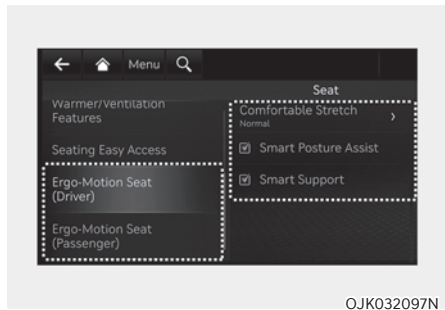 Menu
Seat
Warmer/Ventilation
Features
Seating Easy Access
Ergo-Motion Seat
(Driver)
Ergo-Motion Seat
(Passenger)
Comfortable Stretch
Normal
Smart Posture Assist
Smart Support
OJK032097N